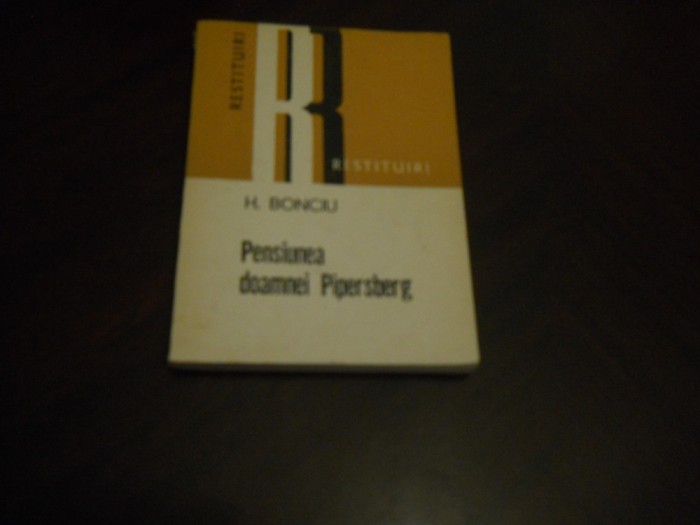 RESTITUIRI
R
RESTITUIRI
H. BONCIU
Pensiunea
doamnei Pipersberg